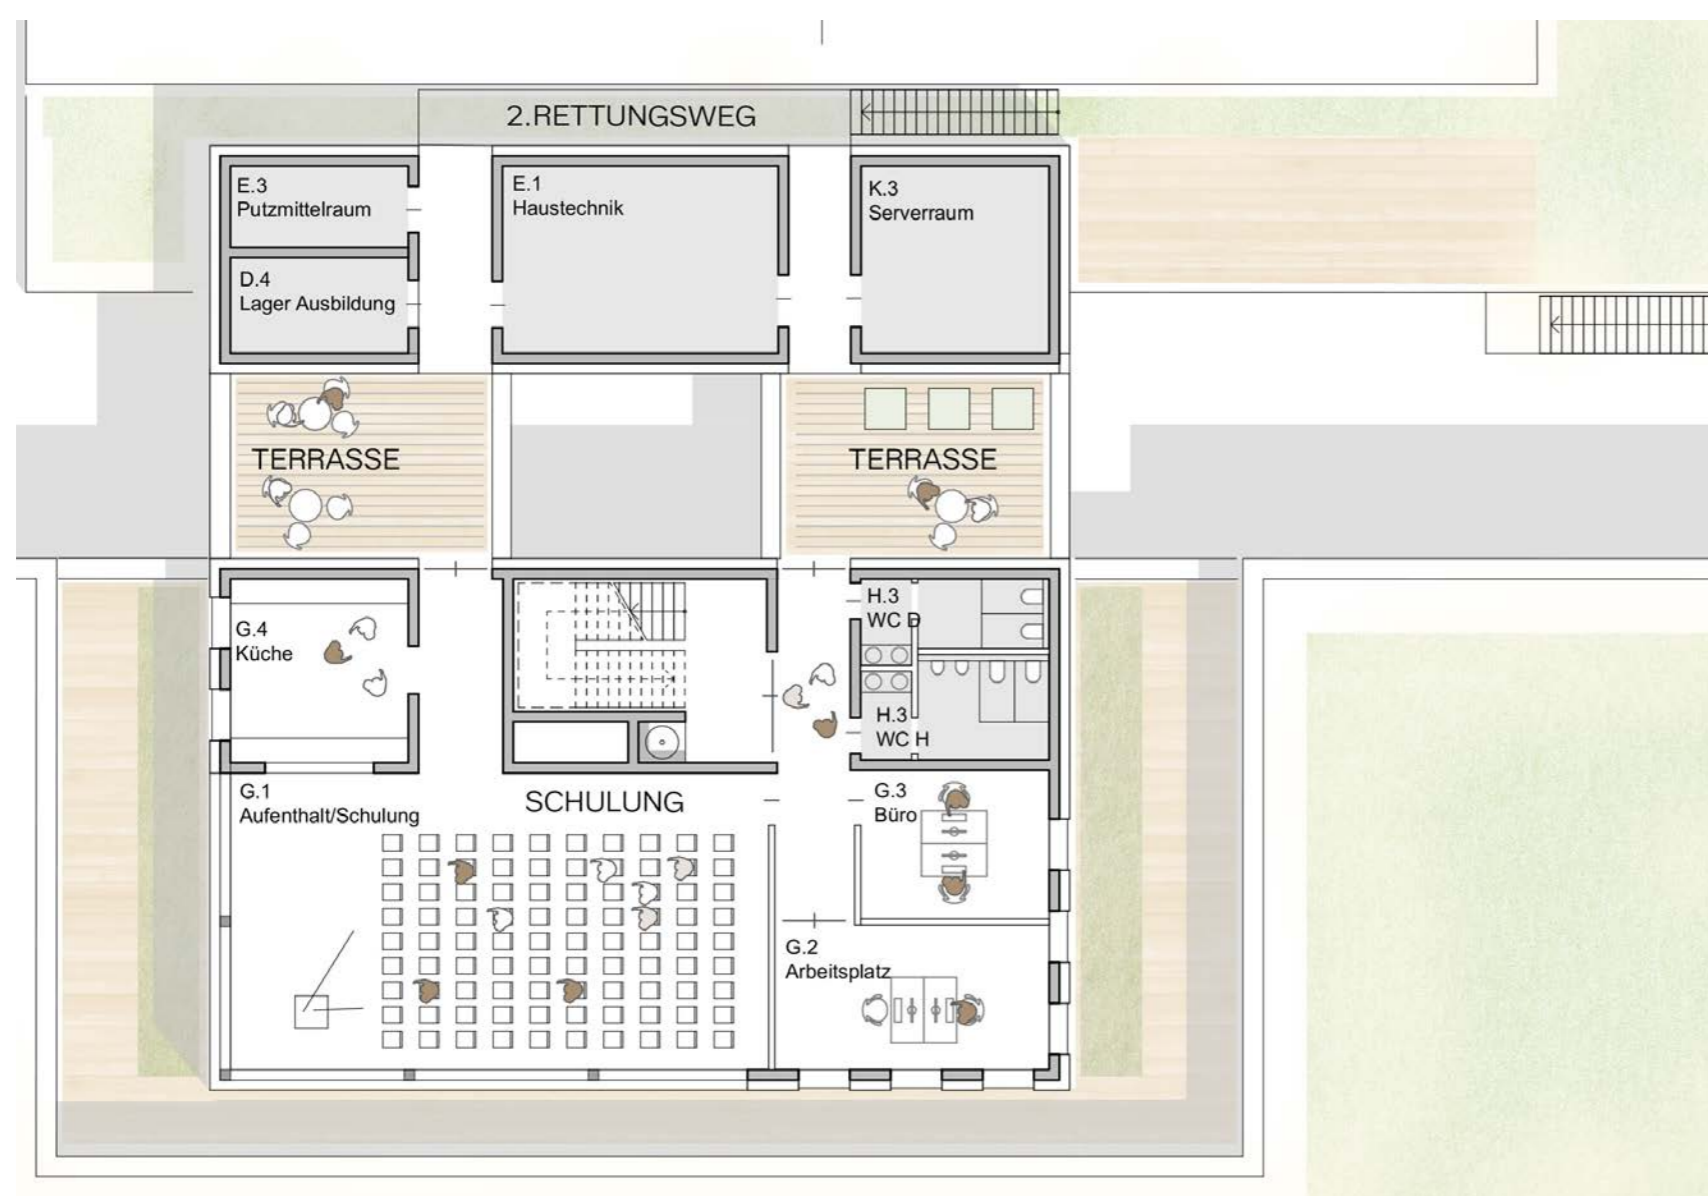 2.RETTUNGSWEG
E.3
Putzmittelraum
E.1
Haustechnik
K.3
Serverraum
D.4
Lager Ausbildung
TERRASSE
TERRASSE
G.4
Küche
H.3
WC D
H.3
WC H
G.1
Aufenthalt/Schulung
SCHULUNG
G.3
Büro
G.2
Arbeitsplatz